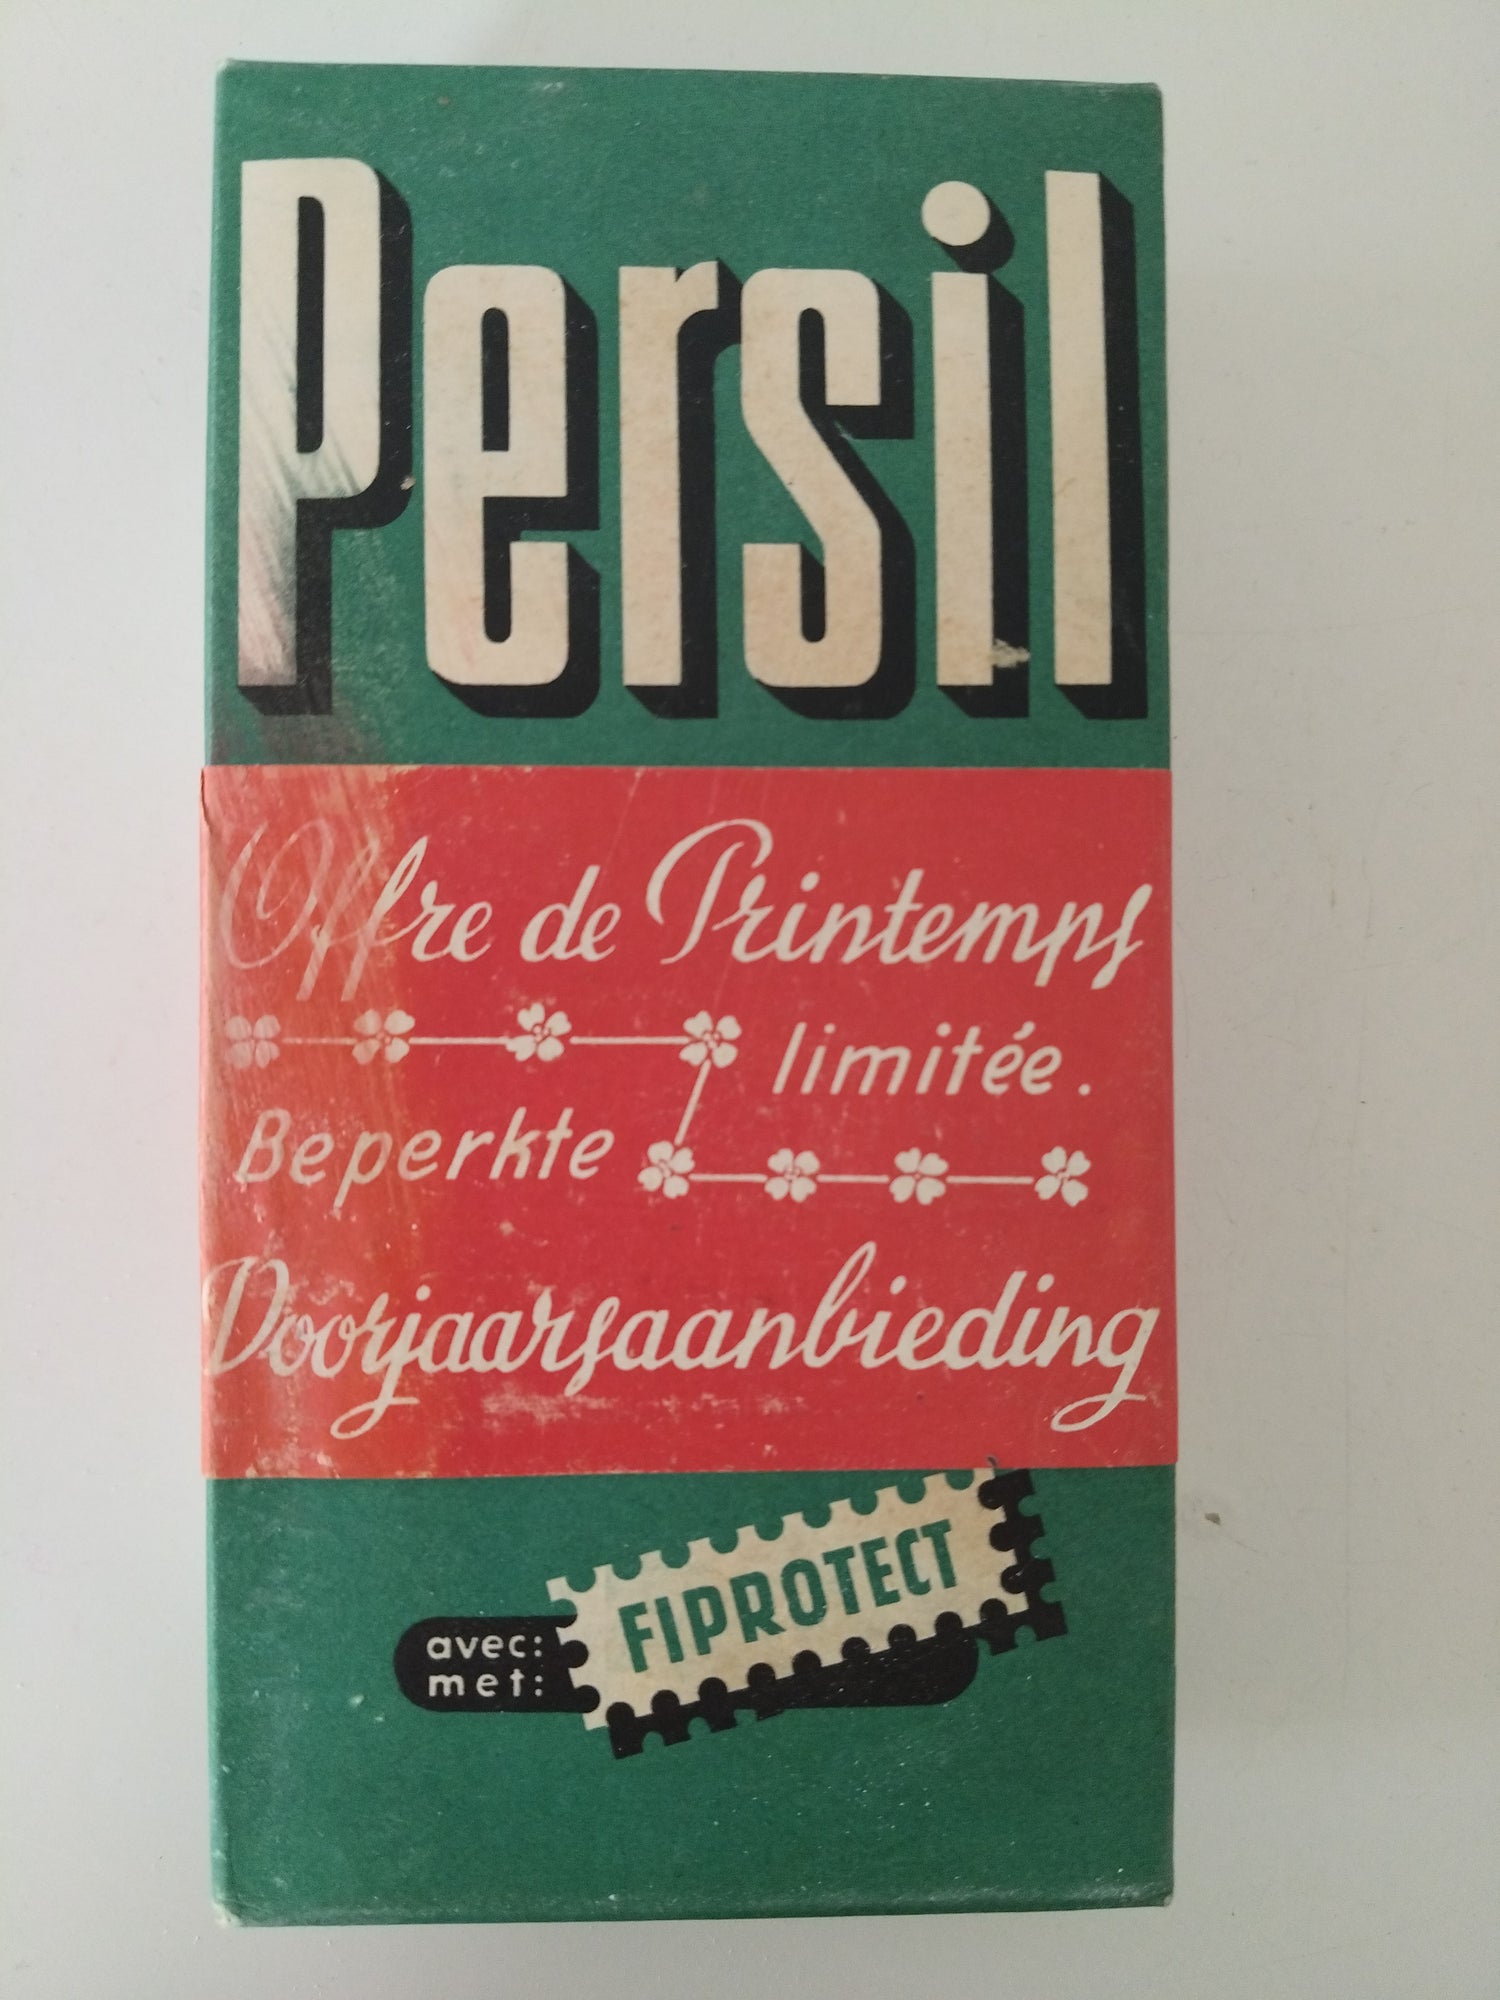 Persil
Offre de Printemps
limitée.
Beperkte
Voorjaarsaanbieding
avec:
met:
FIPROTECT